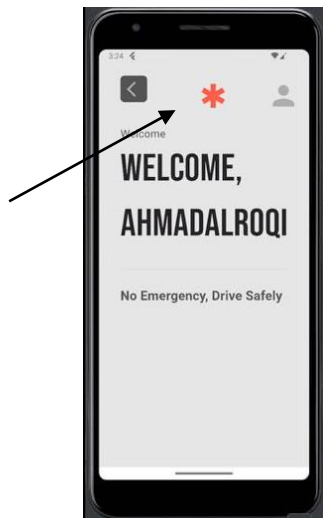 3:24
Welcome
WELCOME,
AHMADALROQI
No Emergency, Drive Safely